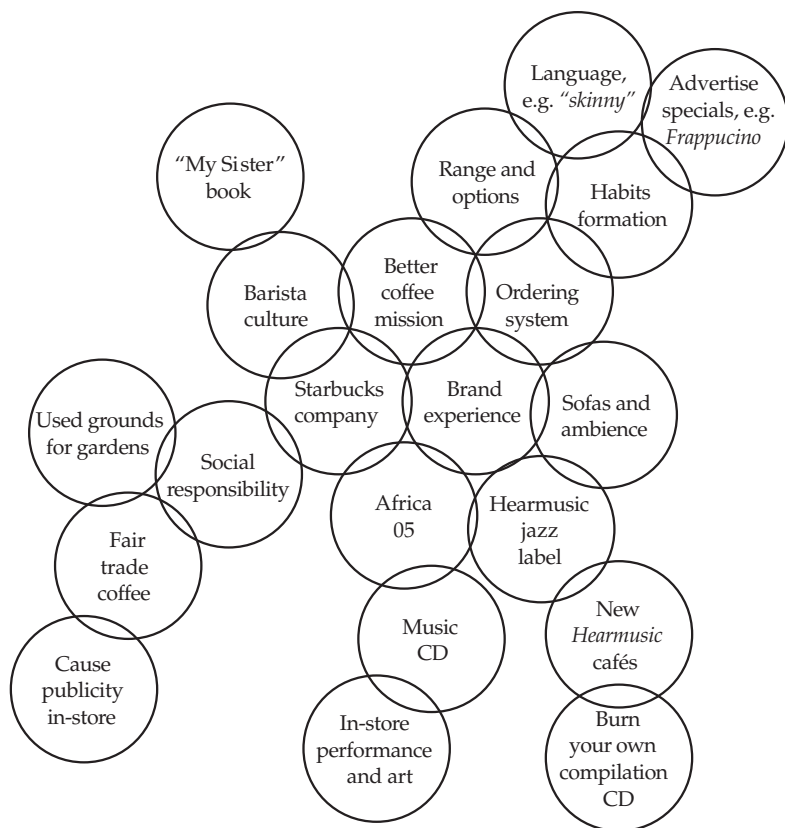 Language,
e.g. “skinny”
Advertise
specials, e.g.
Frappucino
“My Sister”
book
Range and
options
Habits
formation
Barista
culture
Better
coffee
mission
Ordering
system
Starbucks
company
Brand
experience
Sofas and
ambience
Used grounds
for gardens
Social
responsibility
Africa
05
Hearmusic
jazz
label
Fair
trade
coffee
Music
CD
New
Hearmusic
cafés
Cause
publicity
in-store
In-store
performance
and art
Burn
your own
compilation
CD